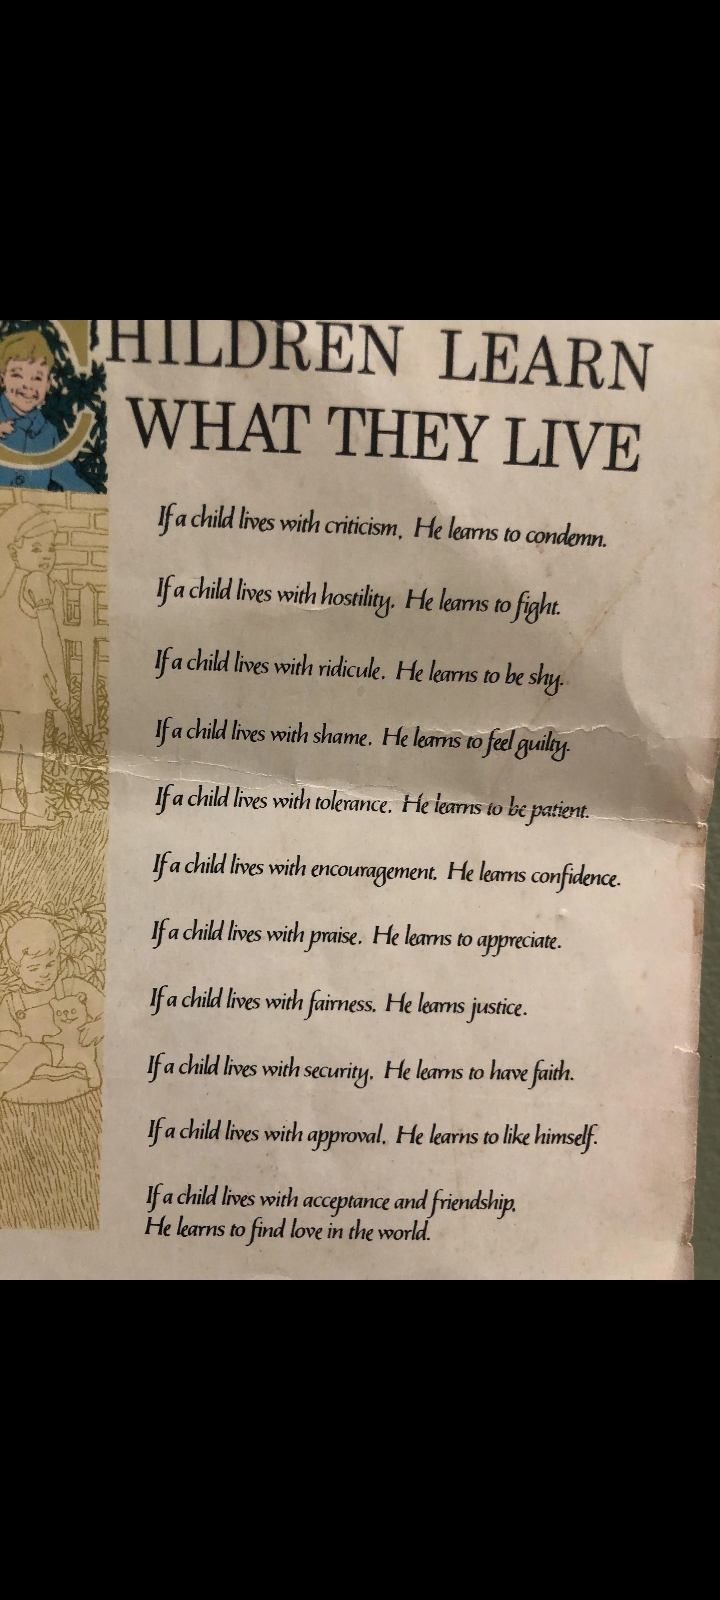 CHILDREN LEARN
WHAT THEY LIVE
If a child lives with criticism, He learns to condemn.
If a child lives with hostility, He learns to fight.
If a child lives with ridicule, He learns to be shy.
If a child lives with shame, He learns to feel guilty.
If a child lives with tolerance, He learns to be patient.
If a child lives with encouragement, He learns confidence.
If a child lives with praise, He learns to appreciate.
If a child lives with fairness, He learns justice.
If a child lives with security, He learns to have faith.
If a child lives with approval, He learns to like himself.
If a child lives with acceptance and friendship,
He learns to find love in the world.